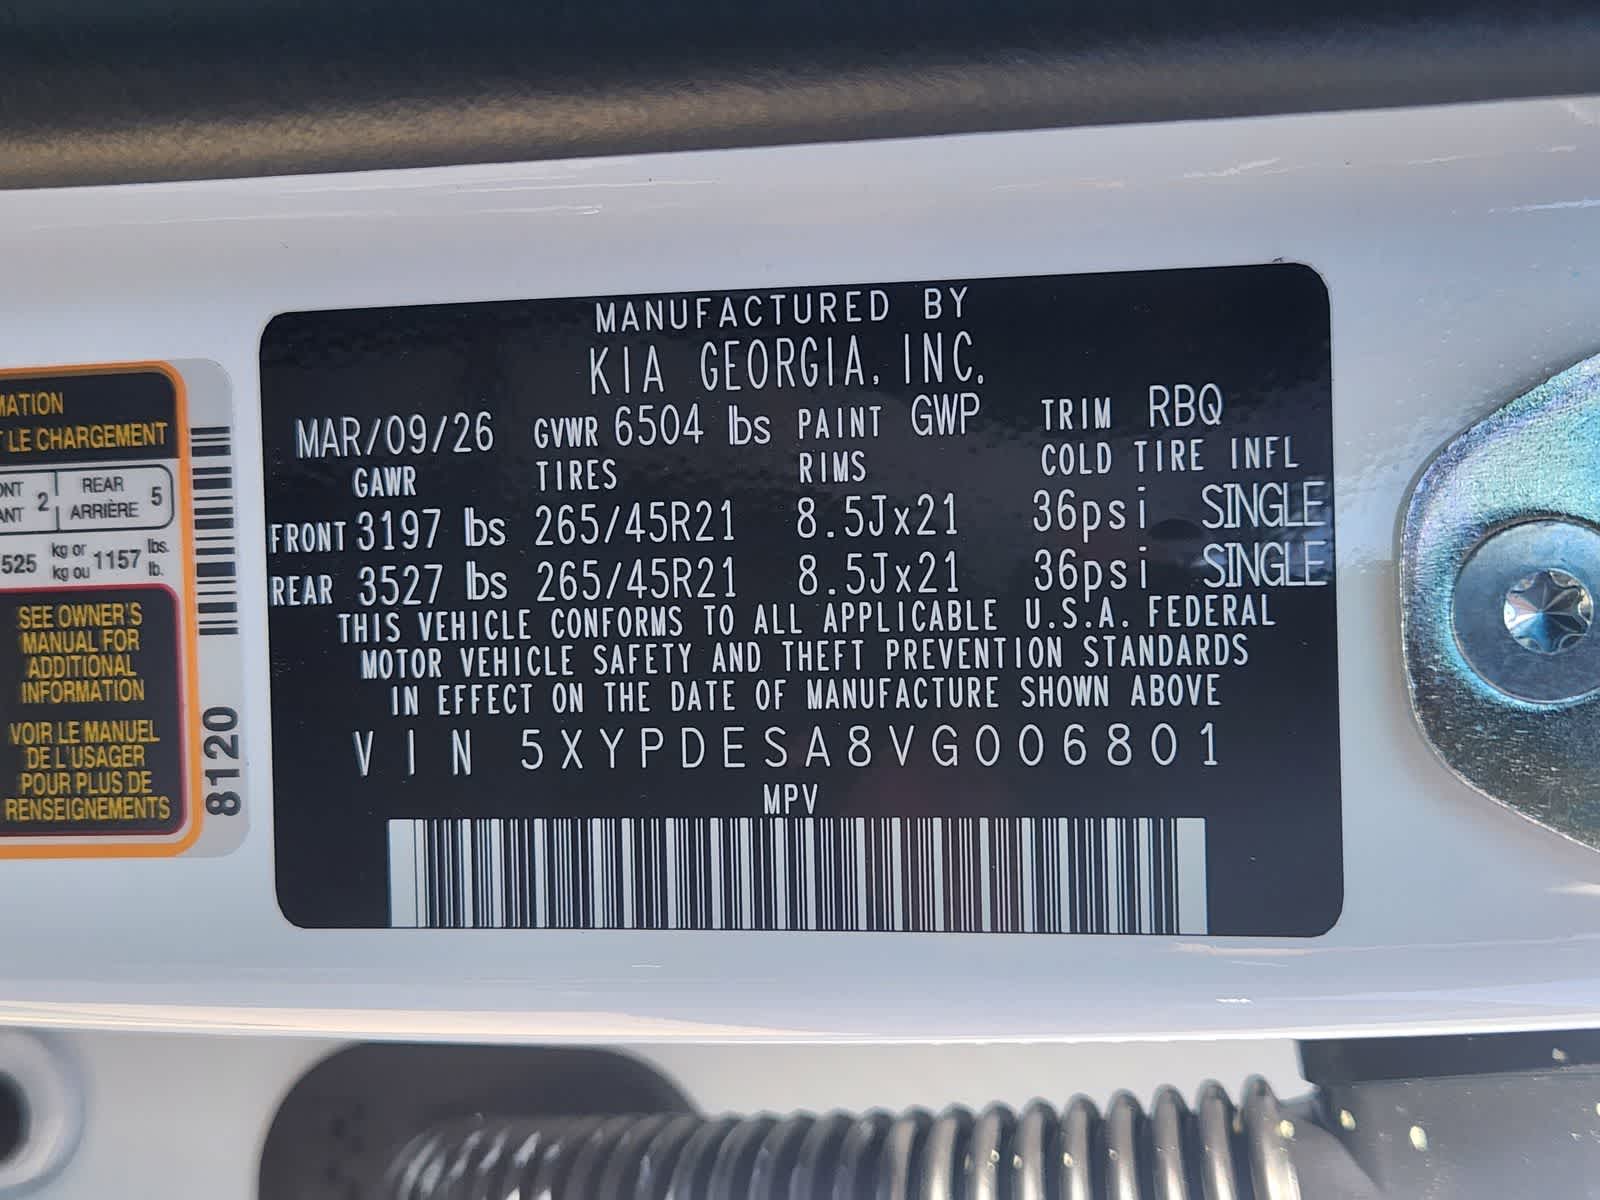 MANUFACTURED BY
KIA GEORGIA, INC.
MAR/09/26 GVWR 6504 lbs PAINT GWP TRIM RBQ
GAWR TIRES RIMS COLD TIRE INFL
FRONT 3197 lbs 265/45R21 8.5Jx21 36psi SINGLE
REAR 3527 lbs 265/45R21 8.5Jx21 36psi SINGLE
THIS VEHICLE CONFORMS TO ALL APPLICABLE U.S.A. FEDERAL
MOTOR VEHICLE SAFETY AND THEFT PREVENTION STANDARDS
IN EFFECT ON THE DATE OF MANUFACTURE SHOWN ABOVE
VIN 5XYPDESA8VG006801
MPV
MATION
LE CHARGEMENT
2 REAR 5
ARRIÈRE
525 kg or 1157 lbs.
kg ou lb.
SEE OWNER'S
MANUAL FOR
ADDITIONAL
INFORMATION
VOIR LE MANUEL
DE L'USAGER
POUR PLUS DE
RENSEIGNEMENTS
8120